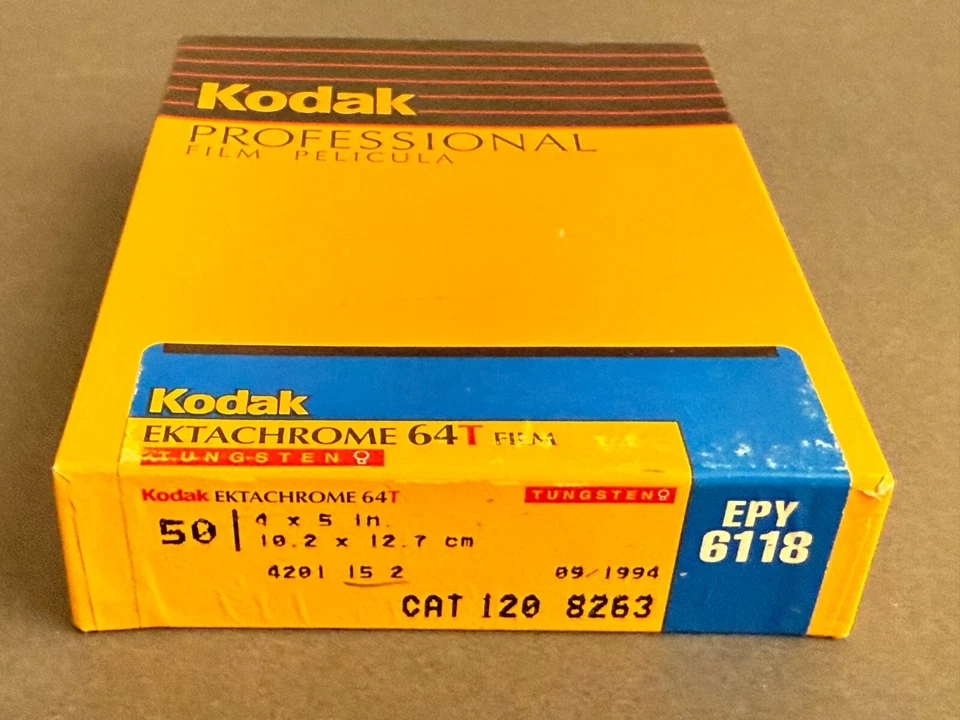 Kodak
PROFESSIONAL
FILM PELICULA
Kodak
EKTACHROME 64T FILM
TUNGSTEN
Kodak EKTACHROME 64T
TUNGSTEN
50 4 x 5 in.
10.2 x 12.7 cm
4201 15 2 09/1994
CAT 120 8263
EPY
6118